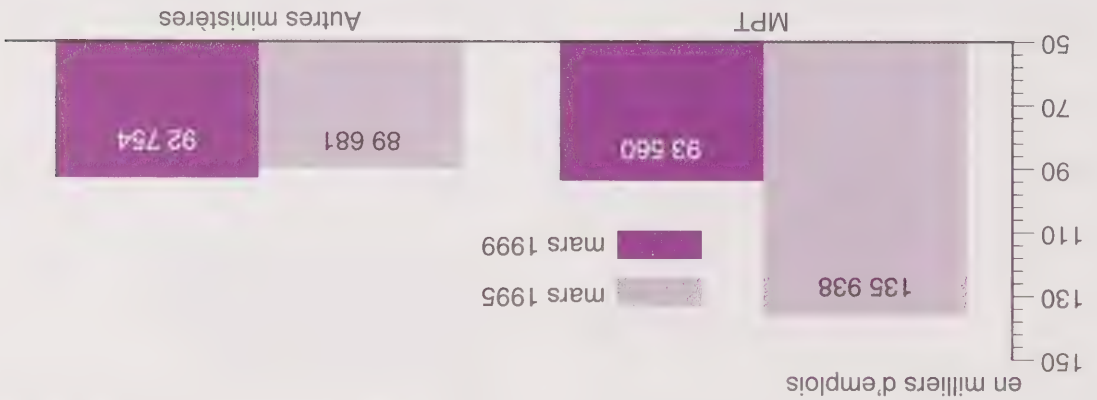 en milliers d'emplois
150
130
110
90
70
50
135 938
mars 1995
mars 1999
93 560
89 681
92 754
MPT
Autres ministères